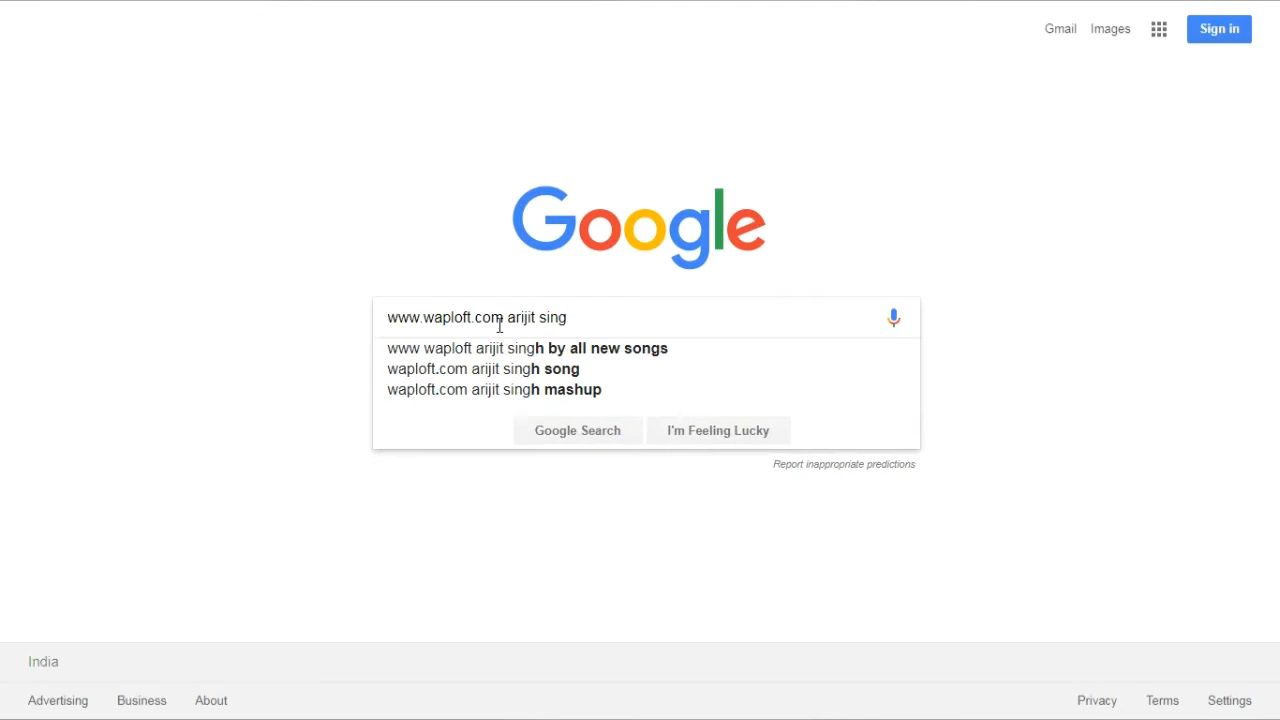 Gmail Images Sign in
Google
www.waploft.com arijit sing
www waploft arijit singh by all new songs
waploft.com arijit singh song
waploft.com arijit singh mashup
Google Search I'm Feeling Lucky
Report inappropriate predictions
India
Advertising Business About Privacy Terms Settings